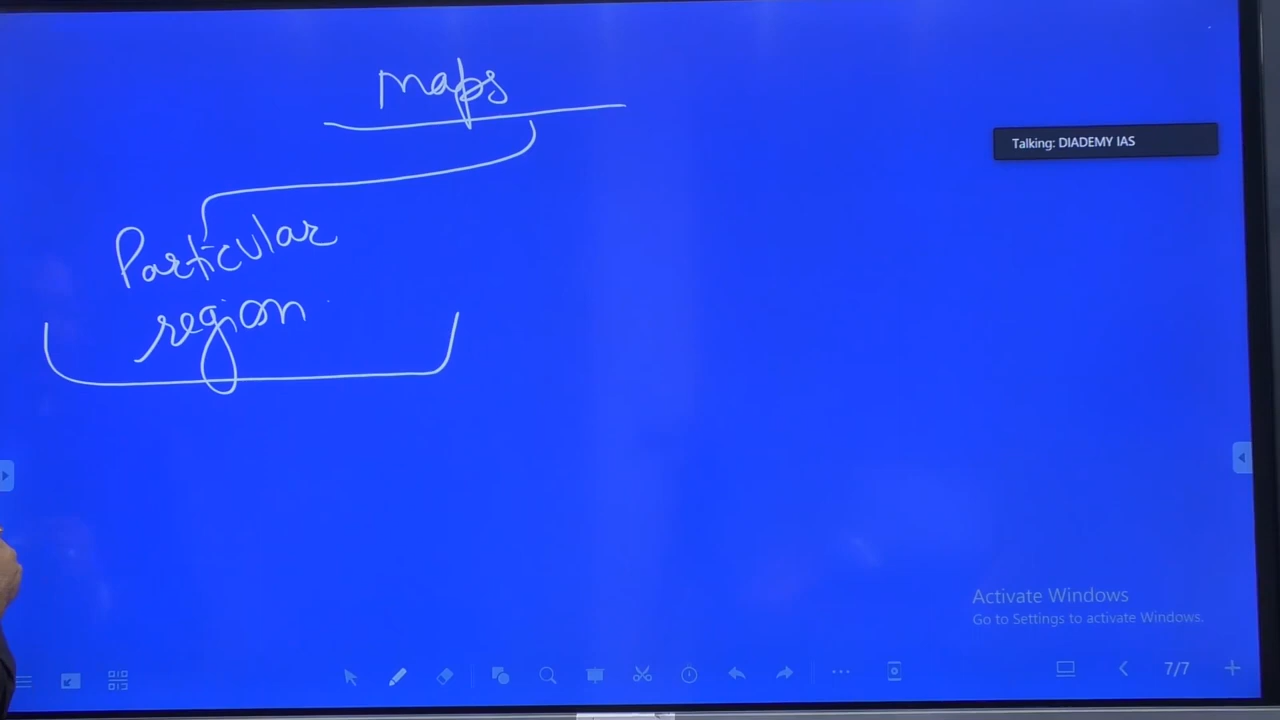 maps
Talking: DIADEMY IAS
Particular
region
Activate Windows
Go to Settings to activate Windows.
7/7